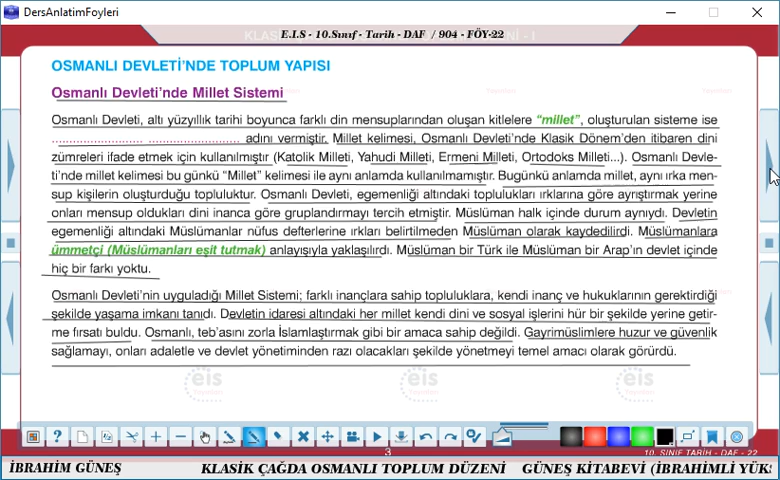 DersAnlatimFoyleri
E.I.S - 10.Sınıf - Tarih - DAF / 904 - FÖY-22
OSMANLI DEVLETİ'NDE TOPLUM YAPISI
Osmanlı Devleti'nde Millet Sistemi
Osmanlı Devleti, altı yüzyıllık tarihi boyunca farklı din mensuplarından oluşan kitlelere "millet", oluşturulan sisteme ise
........................... ........................... adını vermiştir. Millet kelimesi, Osmanlı Devleti'nde Klasik Dönem'den itibaren dini
zümreleri ifade etmek için kullanılmıştır (Katolik Milleti, Yahudi Milleti, Ermeni Milleti, Ortodoks Milleti...). Osmanlı Devle-
ti'nde millet kelimesi bu günkü "Millet" kelimesi ile aynı anlamda kullanılmamıştır. Bugünkü anlamda millet, aynı ırka men-
sup kişilerin oluşturduğu topluluktur. Osmanlı Devleti, egemenliği altındaki toplulukları ırklarına göre ayrıştırmak yerine
onları mensup oldukları dini inanca göre gruplandırmayı tercih etmiştir. Müslüman halk içinde durum aynıydı. Devletin
egemenliği altındaki Müslümanlar nüfus defterlerine ırkları belirtilmeden Müslüman olarak kaydedilirdi. Müslümanlara
ümmetçi (Müslümanları eşit tutmak) anlayışıyla yaklaşılırdı. Müslüman bir Türk ile Müslüman bir Arap'ın devlet içinde
hiç bir farkı yoktu.
Osmanlı Devleti'nin uyguladığı Millet Sistemi; farklı inançlara sahip topluluklara, kendi inanç ve hukuklarının gerektirdiği
şekilde yaşama imkanı tanıdı. Devletin idaresi altındaki her millet kendi dini ve sosyal işlerini hür bir şekilde yerine getir-
me fırsatı buldu. Osmanlı, teb'asını zorla İslamlaştırmak gibi bir amaca sahip değildi. Gayrimüslimlere huzur ve güvenlik
sağlamayı, onları adaletle ve devlet yönetiminden razı olacakları şekilde yönetmeyi temel amacı olarak görürdü.
eis eis eis
3
10. SINIF TARİH - DAF - 22
İBRAHİM GÜNEŞ KLASİK ÇAĞDA OSMANLI TOPLUM DÜZENİ GÜNEŞ KİTABEVİ (İBRAHİMLİ YÜKS